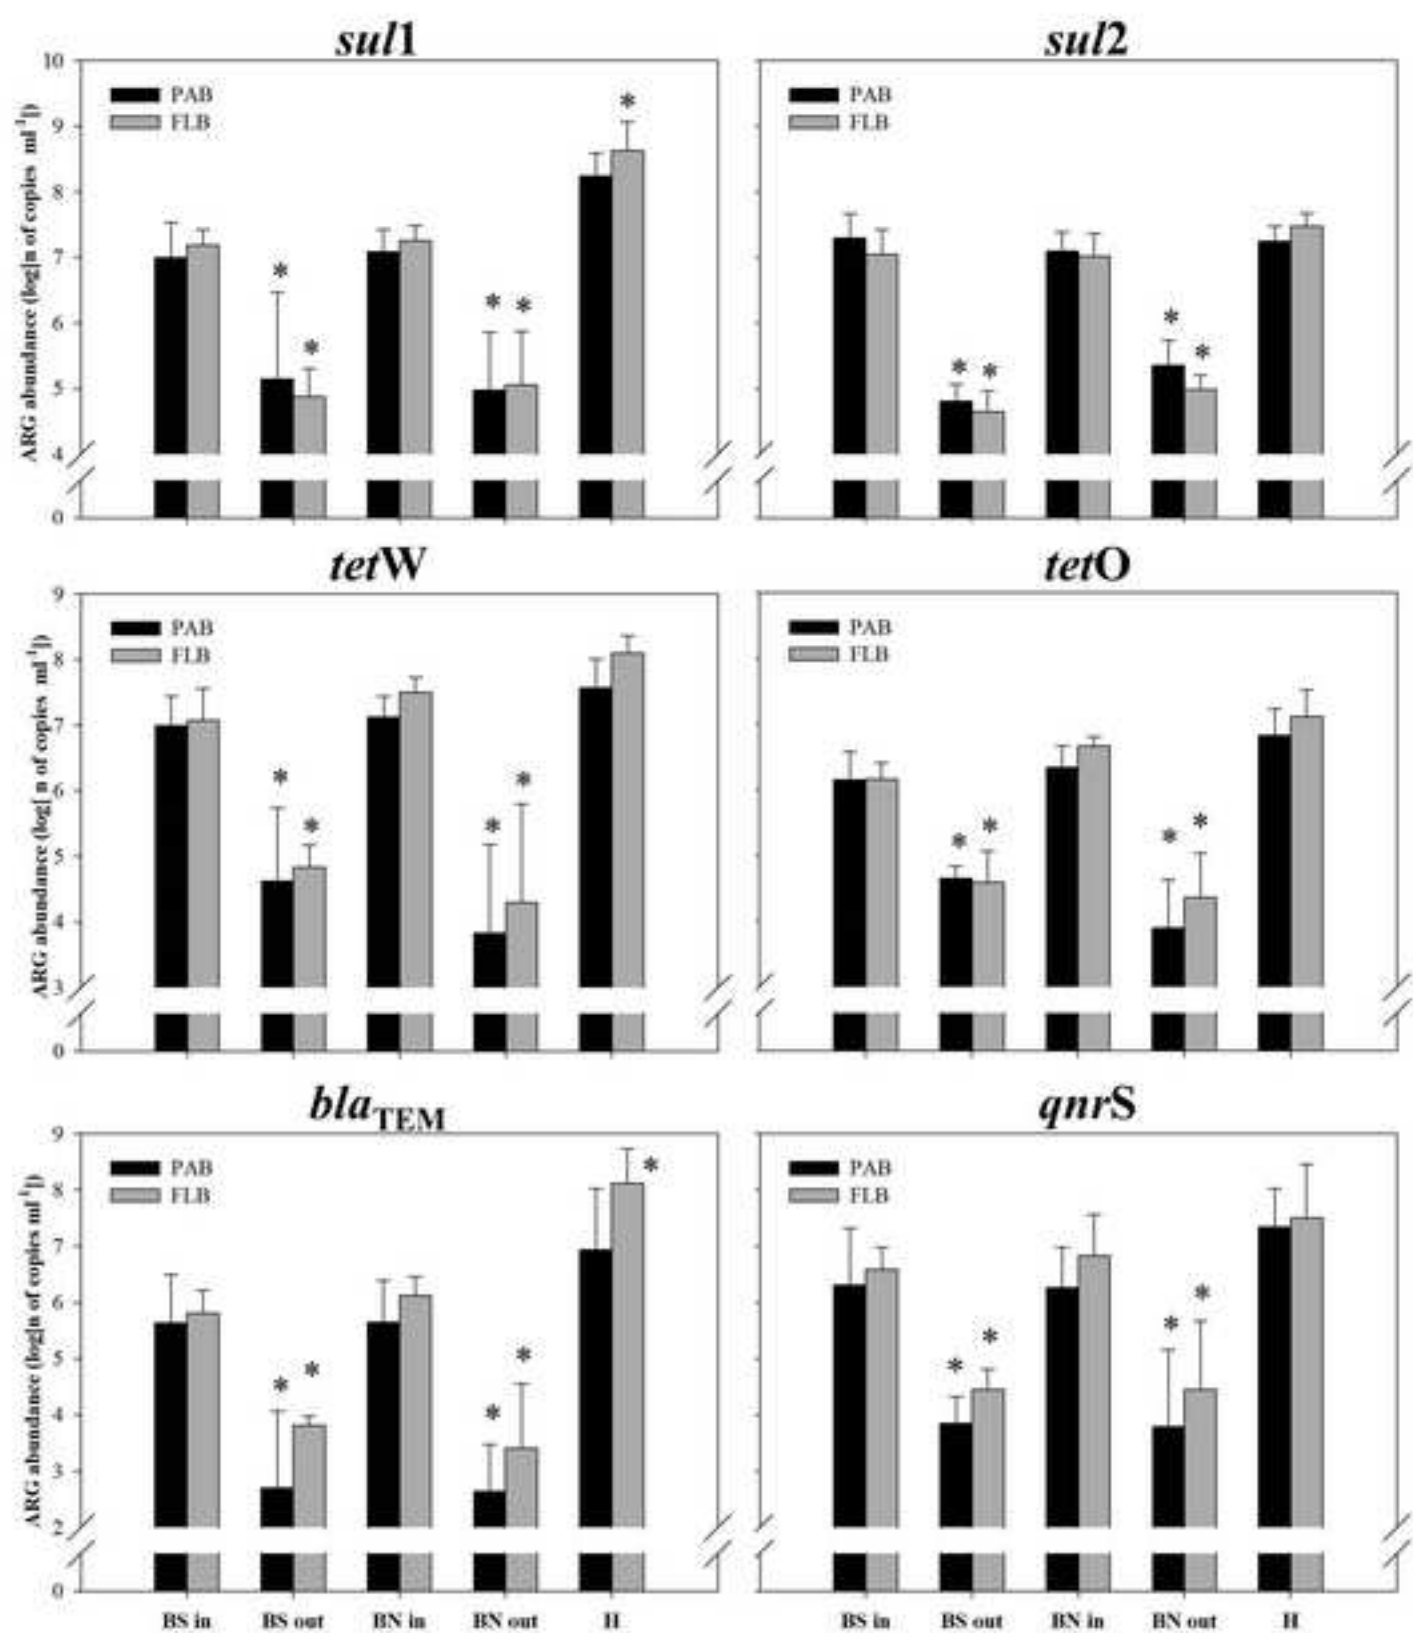 sul1
sul2
10
9
8
7
6
5
4
0
ARG abundance (log[n of copies ml-1])
PAB
FLB
*
*
*
*
*
PAB
FLB
*
*
*
*
tetW
tetO
9
8
7
6
5
4
3
0
ARG abundance (log[ n of copies ml-1])
PAB
FLB
*
*
*
*
PAB
FLB
*
*
*
*
blaTEM
qnrS
9
8
7
6
5
4
3
2
0
ARG abundance (log[n of copies ml-1])
PAB
FLB
*
*
*
*
*
PAB
FLB
*
*
*
*
BS in BS out BN in BN out H
BS in BS out BN in BN out H